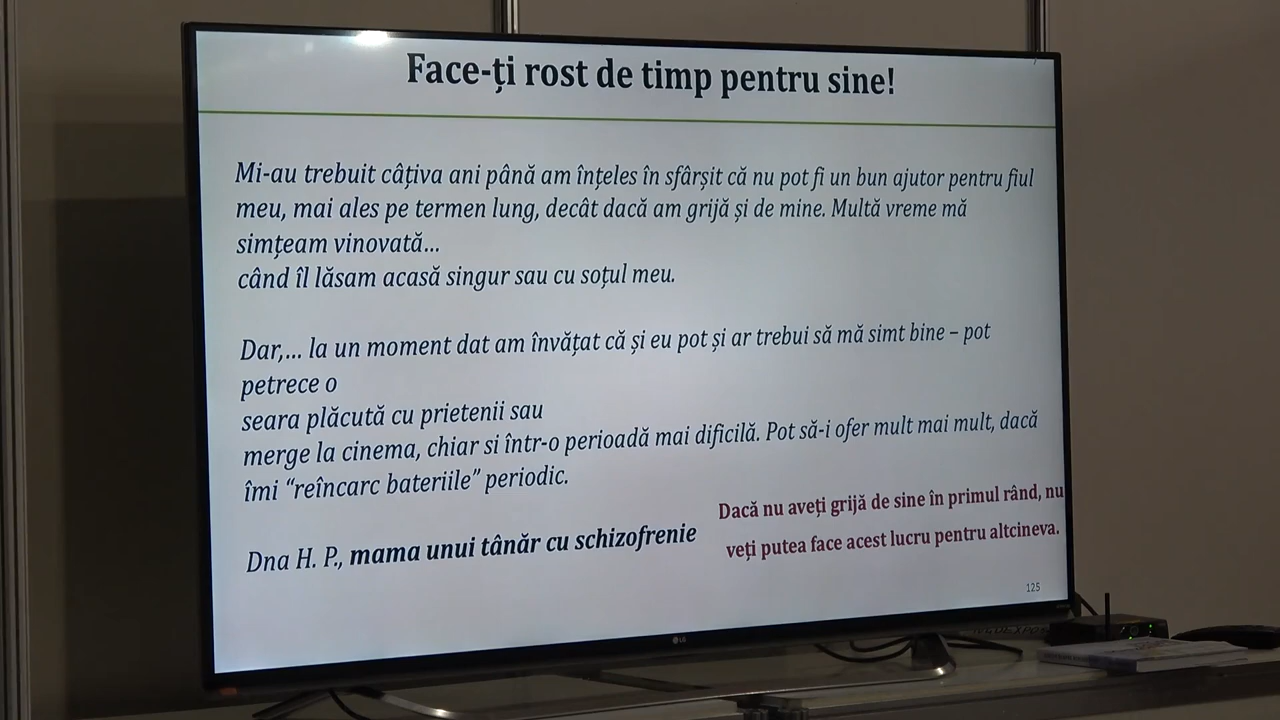 Face-ți rost de timp pentru sine!
Mi-au trebuit câțiva ani până am înțeles în sfârșit că nu pot fi un bun ajutor pentru fiul
meu, mai ales pe termen lung, decât dacă am grijă și de mine. Multă vreme mă
simțeam vinovată...
când îl lăsam acasă singur sau cu soțul meu.
Dar,... la un moment dat am învățat că și eu pot și ar trebui să mă simt bine – pot
petrece o
seara plăcută cu prietenii sau
merge la cinema, chiar si într-o perioadă mai dificilă. Pot să-i ofer mult mai mult, dacă
îmi “reîncarc bateriile” periodic.
Dna H. P., mama unui tânăr cu schizofrenie
Dacă nu aveți grijă de sine în primul rând, nu
veți putea face acest lucru pentru altcineva.
125
LG